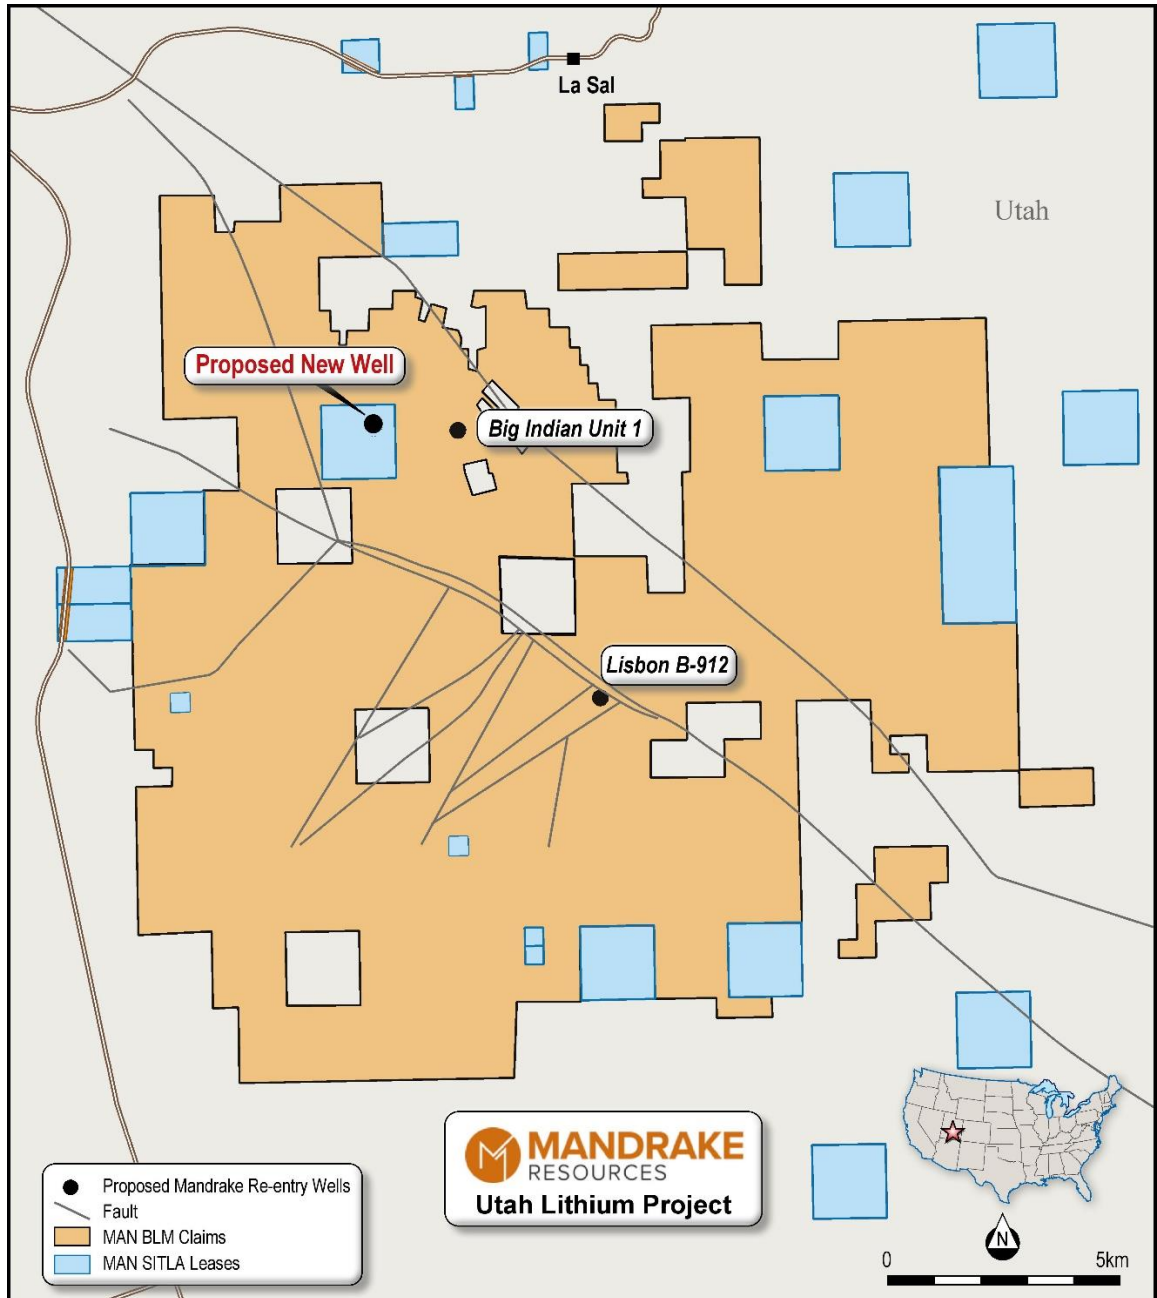 La Sal
Utah
Proposed New Well
Big Indian Unit 1
Lisbon B-912
MANDRAKE
RESOURCES
Utah Lithium Project
Proposed Mandrake Re-entry Wells
Fault
MAN BLM Claims
MAN SITLA Leases
N
0 5km